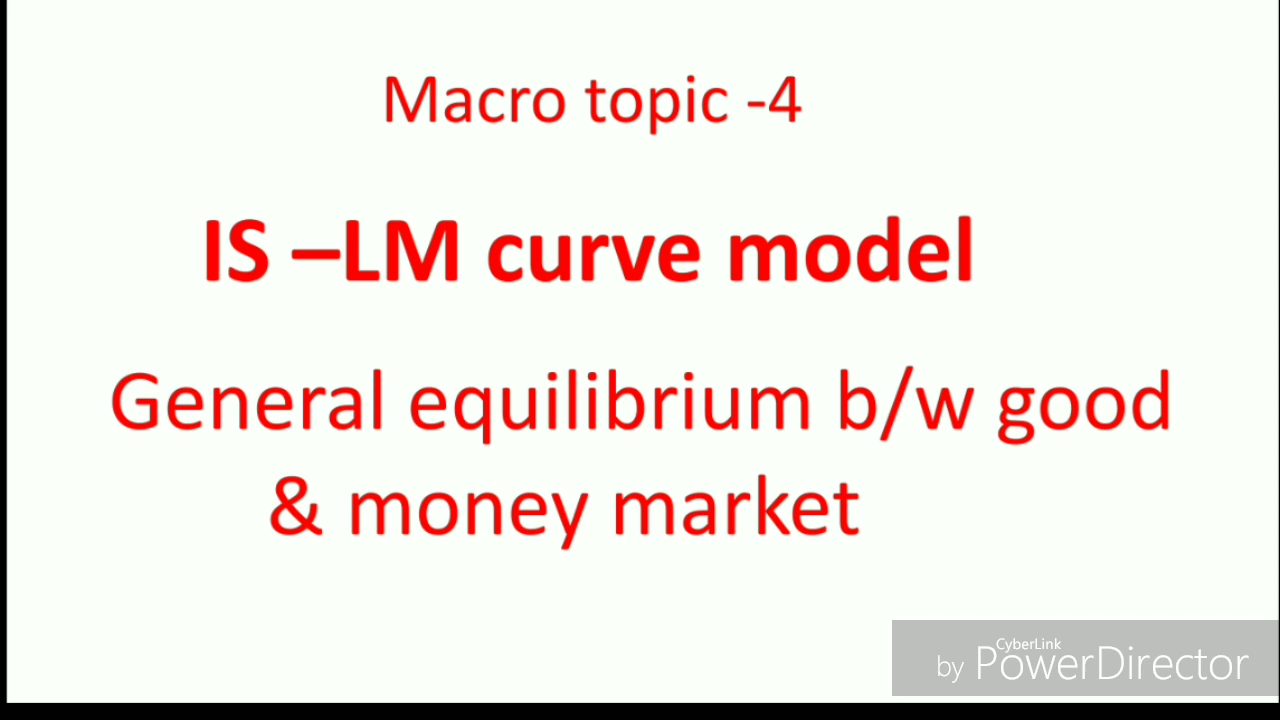 Macro topic -4
IS –LM curve model
General equilibrium b/w good
& money market
CyberLink
by PowerDirector